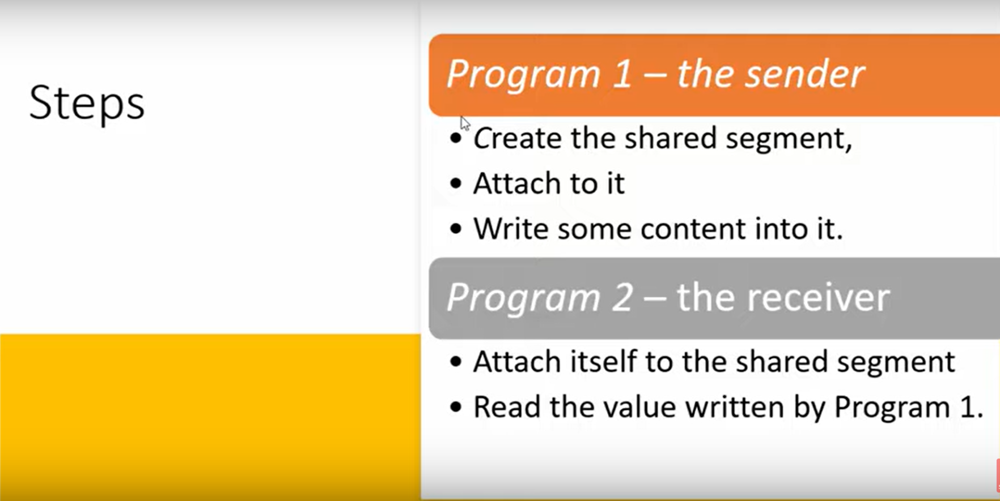 Steps
Program 1 – the sender
• Create the shared segment,
• Attach to it
• Write some content into it.
Program 2 – the receiver
• Attach itself to the shared segment
• Read the value written by Program 1.